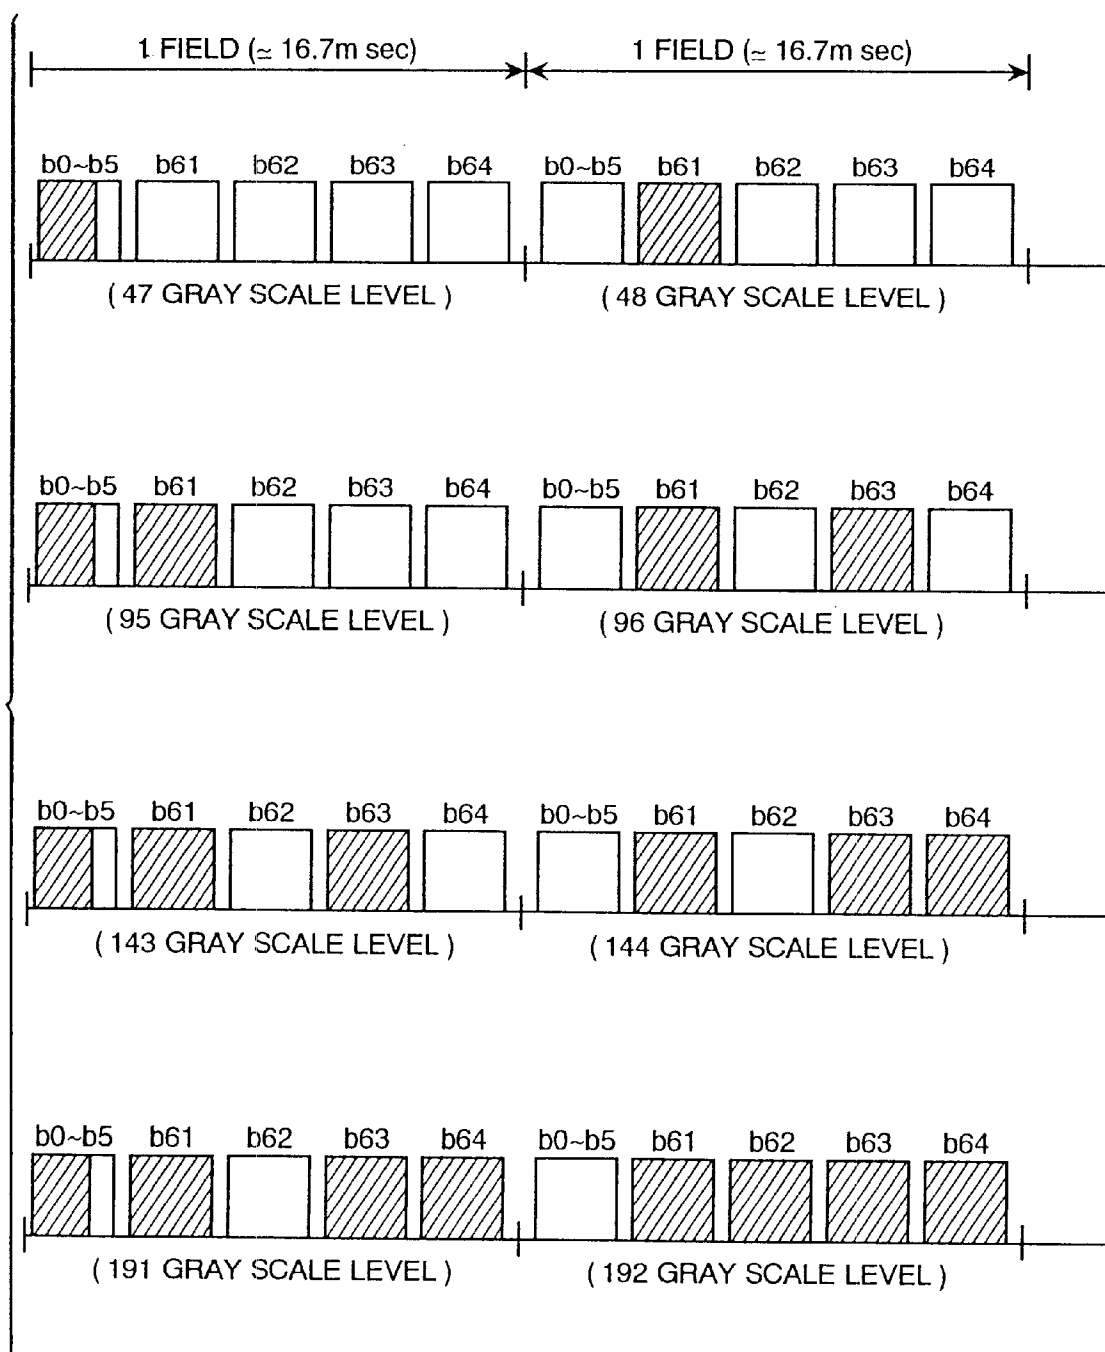 1 FIELD (≃ 16.7m sec) 1 FIELD (≃ 16.7m sec)
b0~b5 b61 b62 b63 b64 b0~b5 b61 b62 b63 b64
( 47 GRAY SCALE LEVEL ) ( 48 GRAY SCALE LEVEL )
b0~b5 b61 b62 b63 b64 b0~b5 b61 b62 b63 b64
( 95 GRAY SCALE LEVEL ) ( 96 GRAY SCALE LEVEL )
b0~b5 b61 b62 b63 b64 b0~b5 b61 b62 b63 b64
( 143 GRAY SCALE LEVEL ) ( 144 GRAY SCALE LEVEL )
b0~b5 b61 b62 b63 b64 b0~b5 b61 b62 b63 b64
( 191 GRAY SCALE LEVEL ) ( 192 GRAY SCALE LEVEL )